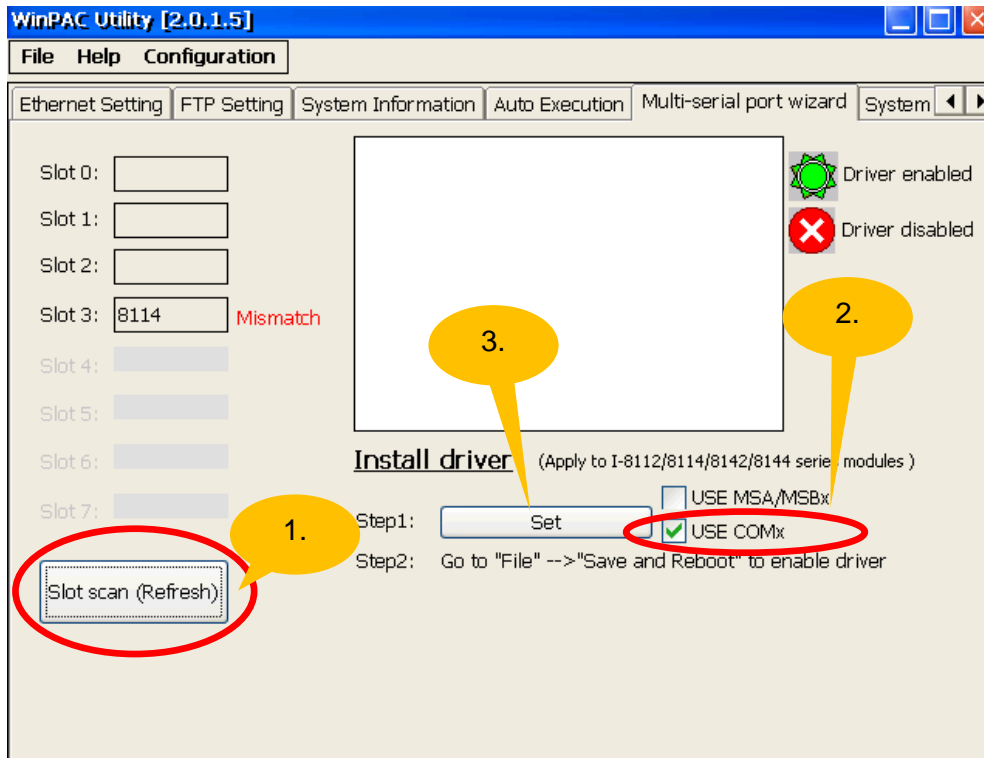 WinPAC Utility [2.0.1.5]
File Help Configuration
Ethernet Setting FTP Setting System Information Auto Execution Multi-serial port wizard System
Slot 0:
Slot 1:
Slot 2:
Slot 3: 8114 Mismatch
Slot 4:
Slot 5:
Slot 6:
Slot 7:
Slot scan (Refresh)
1.
Driver enabled
Driver disabled
2.
3.
Install driver (Apply to I-8112/8114/8142/8144 series modules )
USE MSA/MSBx
Step1: Set
USE COMx
Step2: Go to "File" -->"Save and Reboot" to enable driver